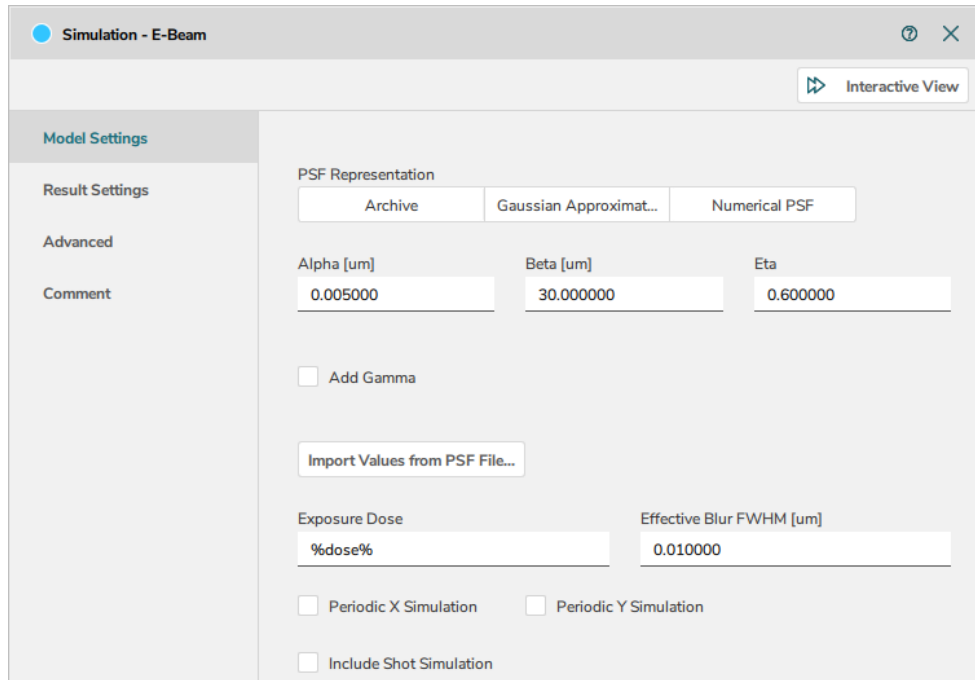 Simulation - E-Beam
Interactive View
Model Settings
Result Settings
Advanced
Comment
PSF Representation
Archive
Gaussian Approximat...
Numerical PSF
Alpha [um]
Beta [um]
Eta
0.005000
30.000000
0.600000
Add Gamma
Import Values from PSF File...
Exposure Dose
Effective Blur FWHM [um]
%dose%
0.010000
Periodic X Simulation
Periodic Y Simulation
Include Shot Simulation